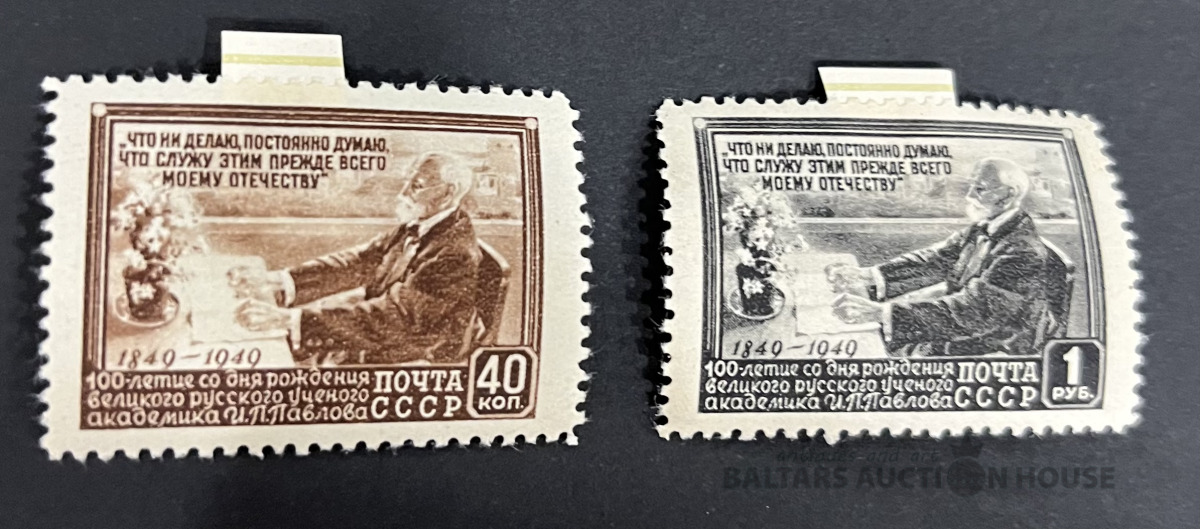 „ЧТО НИ ДЕЛАЮ, ПОСТОЯННО ДУМАЮ,
ЧТО СЛУЖУ ЭТИМ ПРЕЖДЕ ВСЕГО
МОЕМУ ОТЕЧЕСТВУ"
1849-1949
100-летие со дня рождения
великого русского ученого
академика И.П.Павлова
ПОЧТА
СССР
40
КОП.
„ЧТО НИ ДЕЛАЮ, ПОСТОЯННО ДУМАЮ,
ЧТО СЛУЖУ ЭТИМ ПРЕЖДЕ ВСЕГО
МОЕМУ ОТЕЧЕСТВУ"
1849-1949
100-летие со дня рождения
великого русского ученого
академика И.П.Павлова
ПОЧТА
СССР
1
РУБ.
antiques and art
BALTARS AUCTION HOUSE